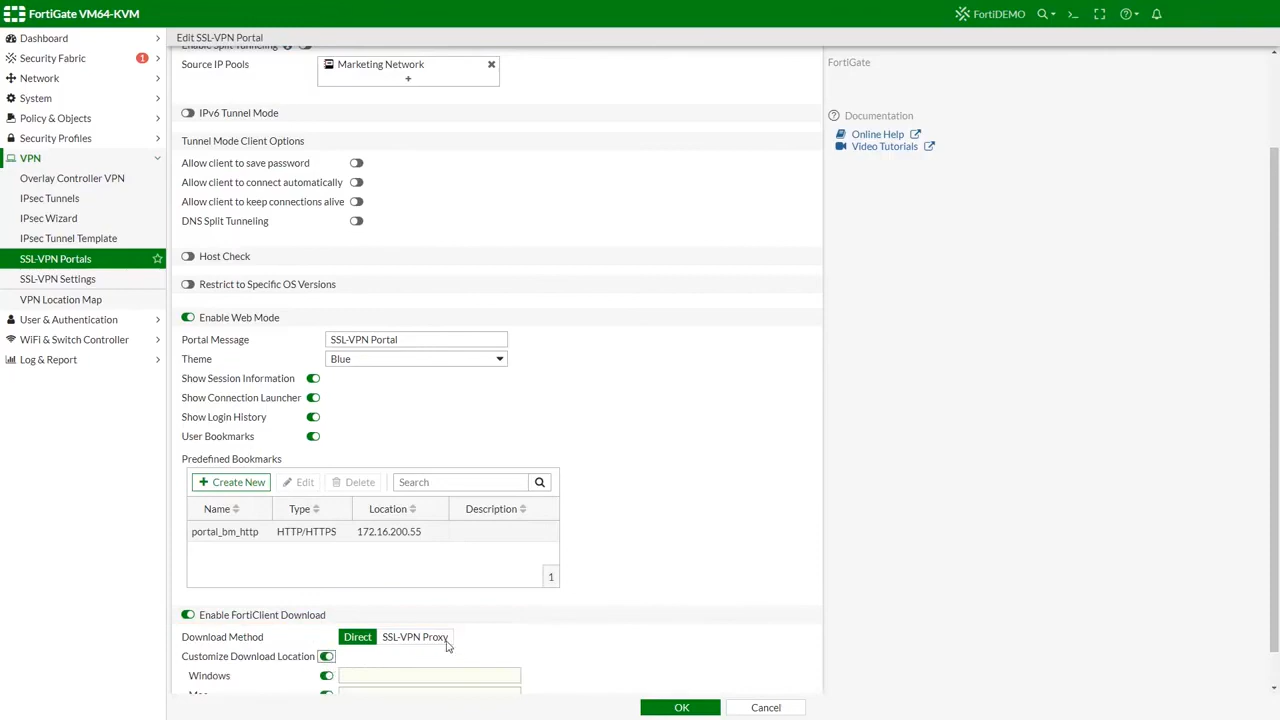 FortiGate VM64-KVM
FortiDEMO
Dashboard
Security Fabric 1
Network
System
Policy & Objects
Security Profiles
VPN
Overlay Controller VPN
IPsec Tunnels
IPsec Wizard
IPsec Tunnel Template
SSL-VPN Portals
SSL-VPN Settings
VPN Location Map
User & Authentication
WiFi & Switch Controller
Log & Report
Edit SSL-VPN Portal
Enable Split Tunneling
Source IP Pools Marketing Network
+
IPv6 Tunnel Mode
Tunnel Mode Client Options
Allow client to save password
Allow client to connect automatically
Allow client to keep connections alive
DNS Split Tunneling
Host Check
Restrict to Specific OS Versions
Enable Web Mode
Portal Message SSL-VPN Portal
Theme Blue
Show Session Information
Show Connection Launcher
Show Login History
User Bookmarks
Predefined Bookmarks
+ Create New Edit Delete Search
Name Type Location Description
portal_bm_http HTTP/HTTPS 172.16.200.55
1
Enable FortiClient Download
Download Method Direct SSL-VPN Proxy
Customize Download Location
Windows
Mac
OK Cancel
FortiGate
Documentation
Online Help
Video Tutorials